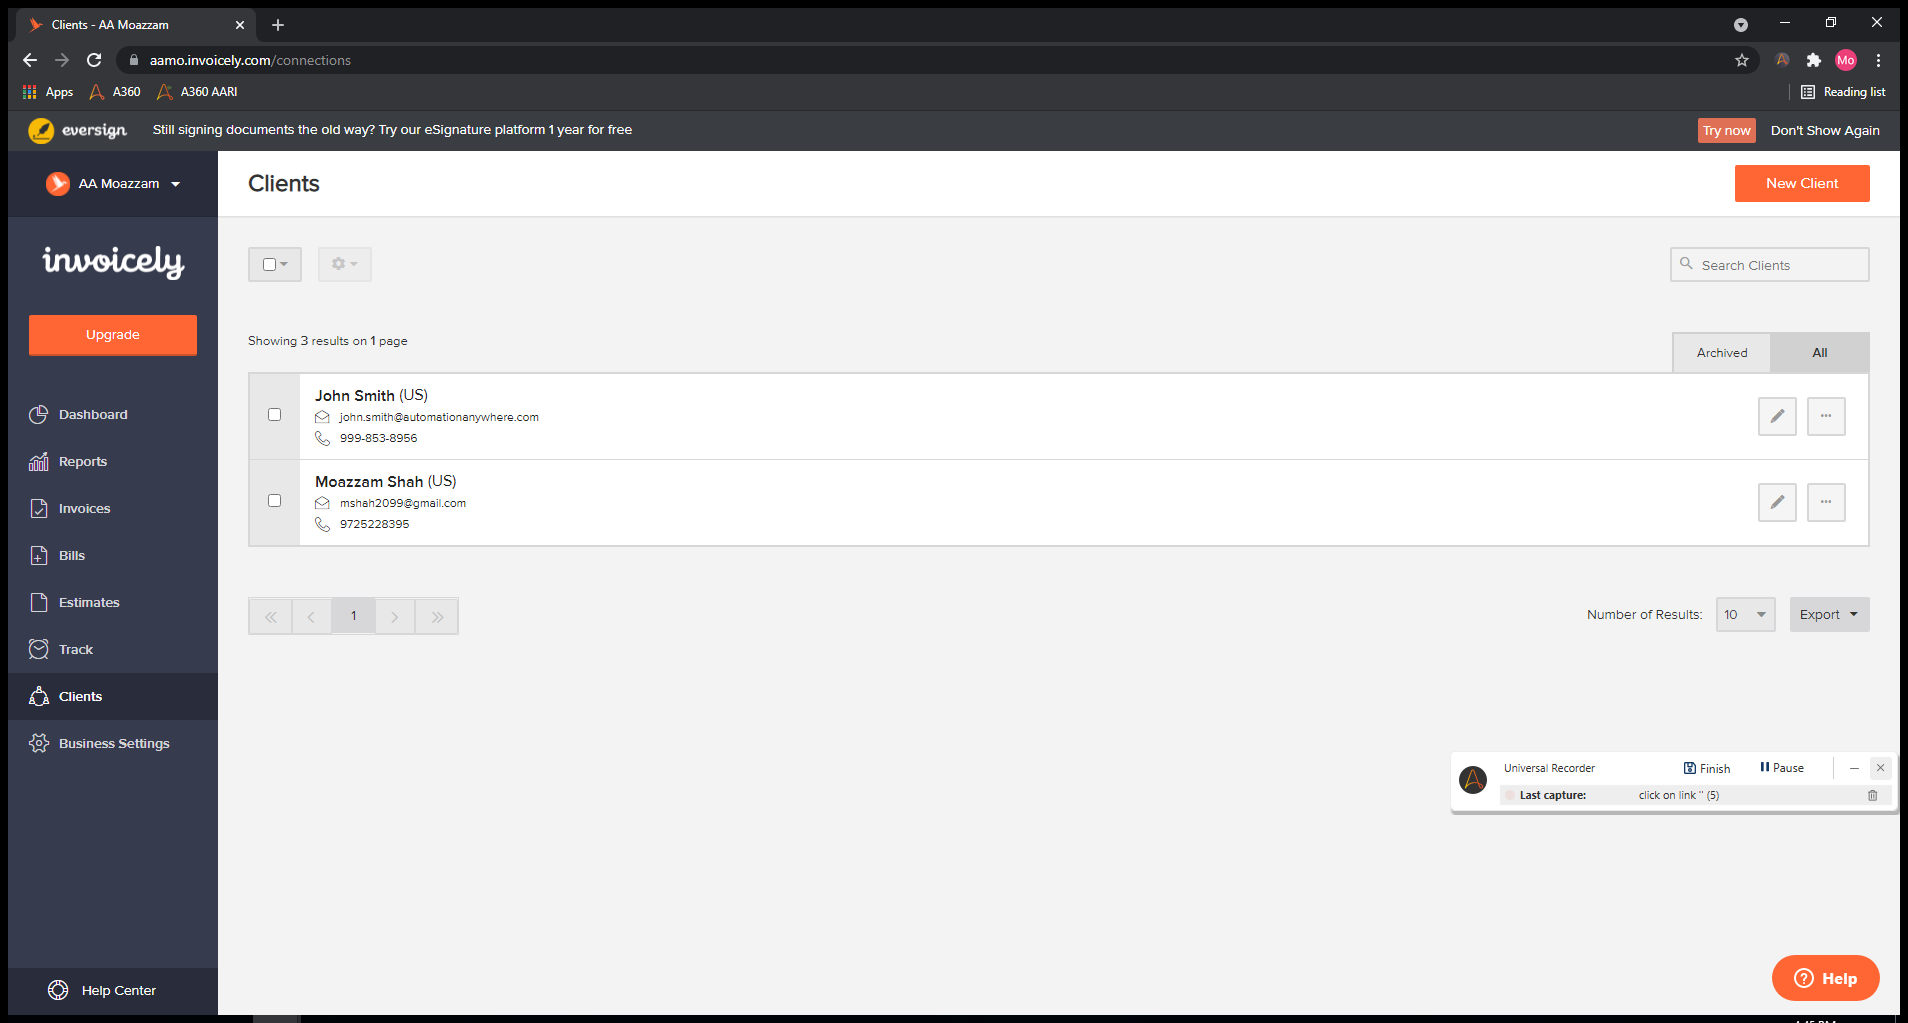 Clients - AA Moazzam
aamo.invoicely.com/connections
Mo
Apps
A360
A360 AARI
Reading list
eversign
Still signing documents the old way? Try our eSignature platform 1 year for free
Try now
Don't Show Again
AA Moazzam
Clients
New Client
invoicely
Search Clients
Upgrade
Showing 3 results on 1 page
Archived
All
Dashboard
Reports
Invoices
Bills
Estimates
Track
Clients
Business Settings
John Smith (US)
john.smith@automationanywhere.com
999-853-8956
Moazzam Shah (US)
mshah2099@gmail.com
9725228395
1
Number of Results:
10
Export
Universal Recorder
Finish
Pause
Last capture:
click on link '' (5)
Help Center
Help